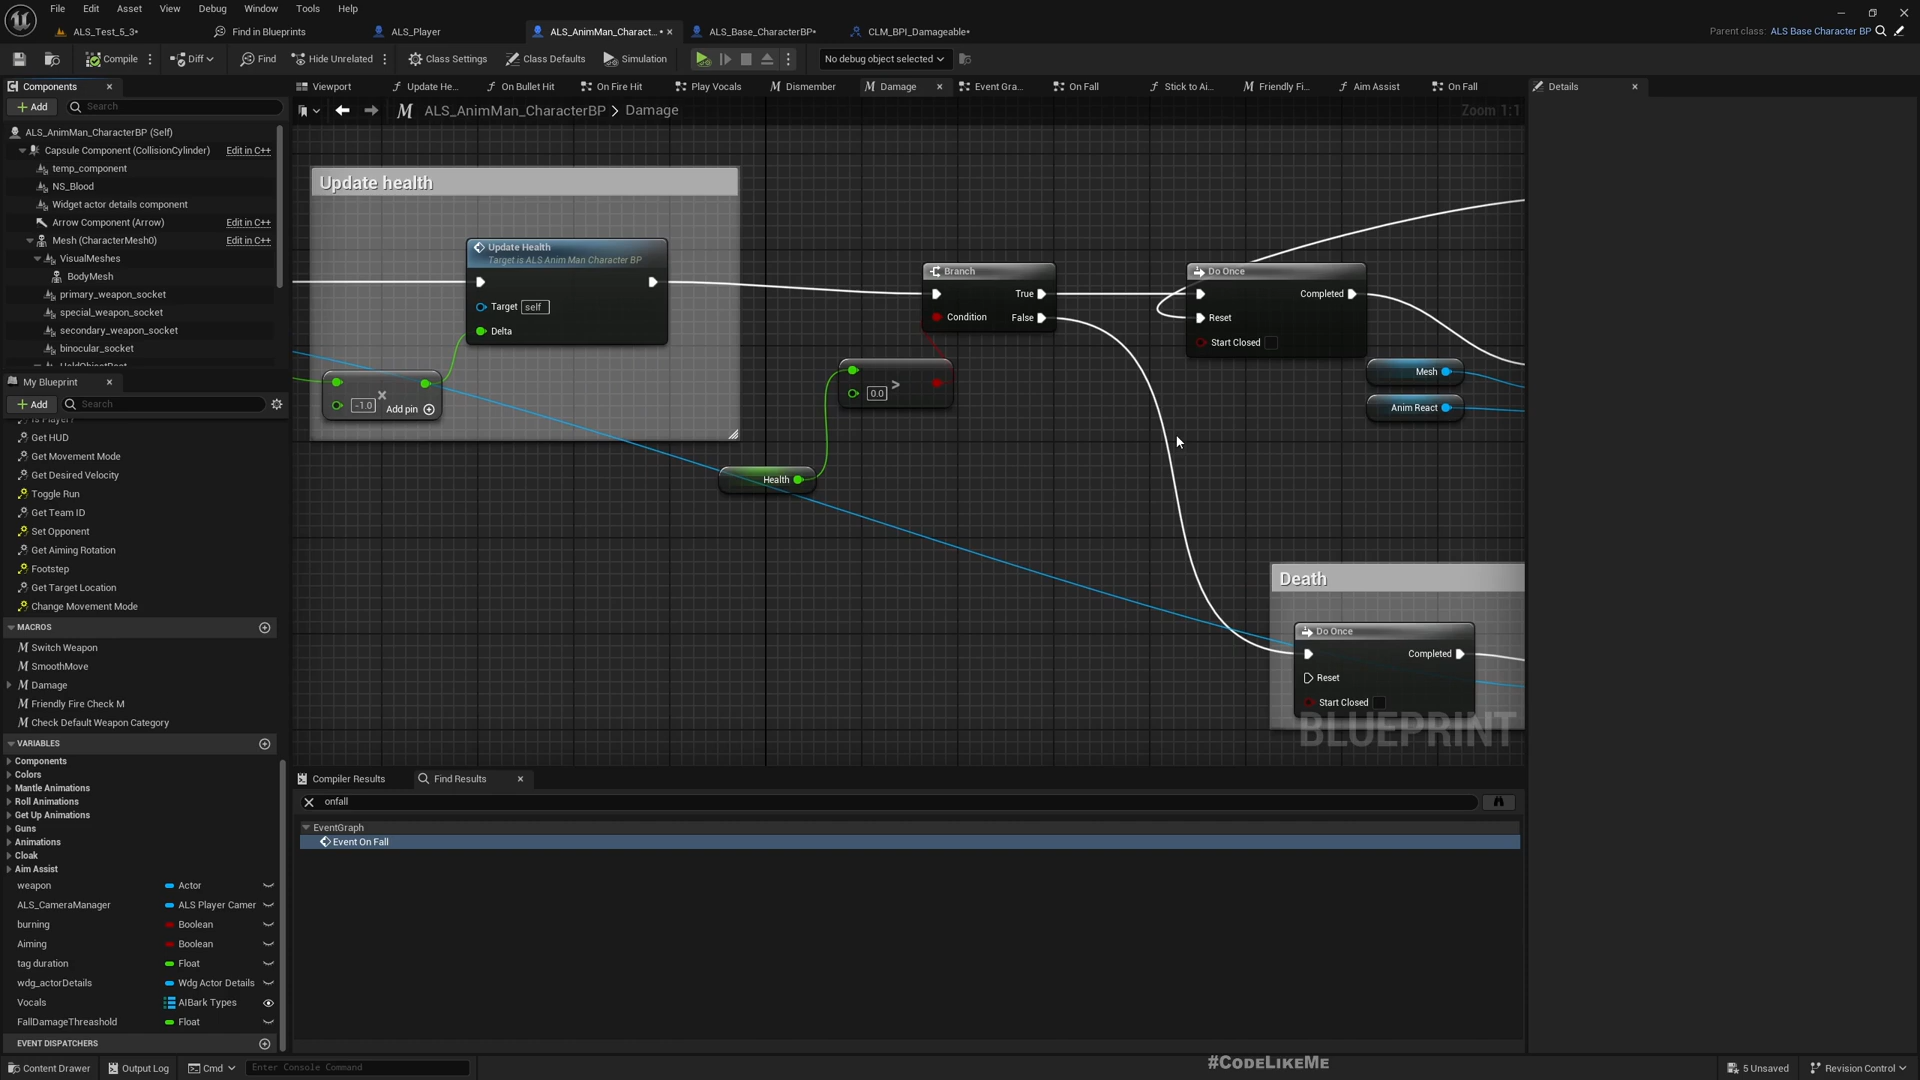 File Edit Asset View Debug Window Tools Help
ALS_Test_5_3* Find in Blueprints ALS_Player ALS_AnimMan_Charact..* ALS_Base_CharacterBP* CLM_BPI_Damageable*
Parent class: ALS Base Character BP
Compile Diff Find Hide Unrelated Class Settings Class Defaults Simulation No debug object selected
Components
Viewport Update He... On Bullet Hit On Fire Hit Play Vocals Dismember Damage Event Gra... On Fall Stick to Ai... Friendly Fi... Aim Assist On Fall
Details
Add Search
ALS_AnimMan_CharacterBP > Damage
Zoom 1:1
ALS_AnimMan_CharacterBP (Self)
Capsule Component (CollisionCylinder) Edit in C++
temp_component
NS_Blood
Widget actor details component
Arrow Component (Arrow) Edit in C++
Mesh (CharacterMesh0) Edit in C++
VisualMeshes
BodyMesh
primary_weapon_socket
special_weapon_socket
secondary_weapon_socket
binocular_socket
My Blueprint
Add Search
Get HUD
Get Movement Mode
Get Desired Velocity
Toggle Run
Get Team ID
Set Opponent
Get Aiming Rotation
Footstep
Get Target Location
Change Movement Mode
MACROS
Switch Weapon
SmoothMove
Damage
Friendly Fire Check M
Check Default Weapon Category
VARIABLES
Components
Colors
Mantle Animations
Roll Animations
Get Up Animations
Guns
Animations
Cloak
Aim Assist
weapon Actor
ALS_CameraManager ALS Player Camer
burning Boolean
Aiming Boolean
tag duration Float
wdg_actorDetails Wdg Actor Details
Vocals AIBark Types
FallDamageThreashold Float
EVENT DISPATCHERS
Update health
Update Health
Target is ALS Anim Man Character BP
Target self
Delta
-1.0 Add pin
Branch
True
Condition False
0.0 >
Health
Do Once
Completed
Reset
Start Closed
Mesh
Anim React
Death
Do Once
Completed
Reset
Start Closed
BLUEPRINT
Compiler Results Find Results
onfall
EventGraph
Event On Fall
#CodeLikeMe
Content Drawer Output Log Cmd Enter Console Command
5 Unsaved Revision Control